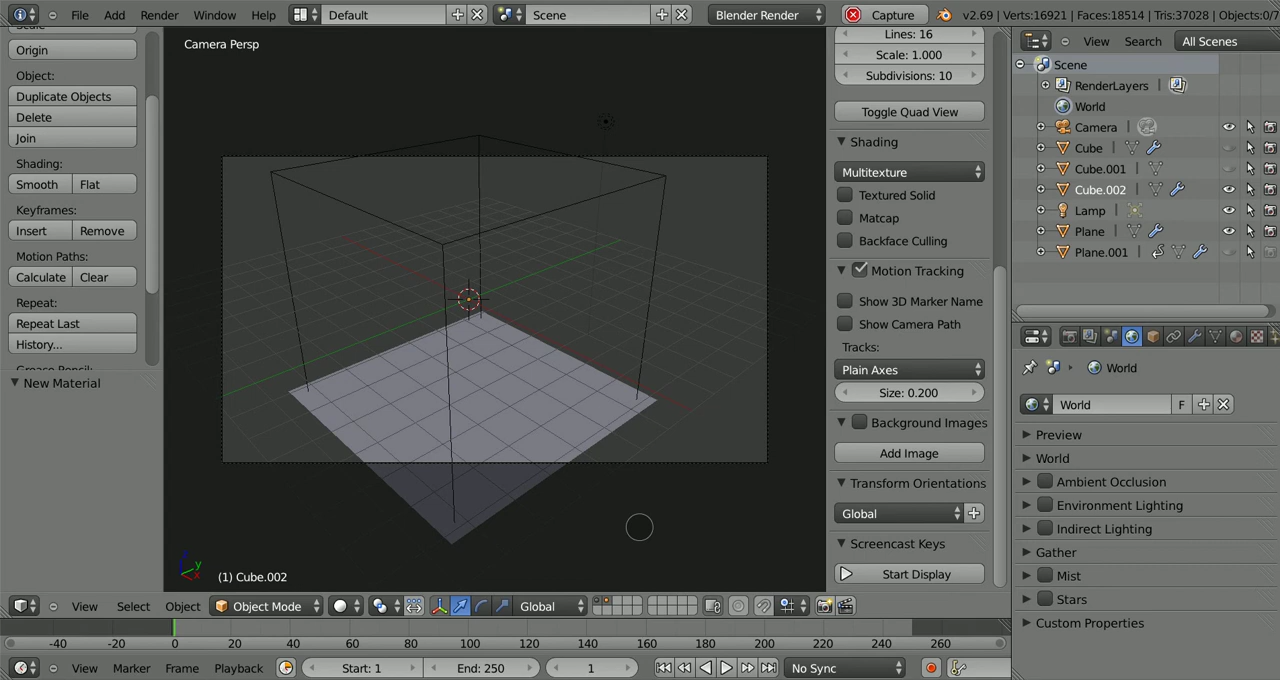 File Add Render Window Help Default Scene Blender Render Capture v2.69 | Verts:16921 | Faces:18514 | Tris:37028 | Objects:0/7
Origin
Object:
Duplicate Objects
Delete
Join
Shading:
Smooth Flat
Keyframes:
Insert Remove
Motion Paths:
Calculate Clear
Repeat:
Repeat Last
History...
New Material
Camera Persp
(1) Cube.002
Lines: 16
Scale: 1.000
Subdivisions: 10
Toggle Quad View
Shading
Multitexture
Textured Solid
Matcap
Backface Culling
Motion Tracking
Show 3D Marker Name
Show Camera Path
Tracks:
Plain Axes
Size: 0.200
Background Images
Add Image
Transform Orientations
Global
Screencast Keys
Start Display
View Search All Scenes
Scene
RenderLayers
World
Camera
Cube
Cube.001
Cube.002
Lamp
Plane
Plane.001
World
World F
Preview
World
Ambient Occlusion
Environment Lighting
Indirect Lighting
Gather
Mist
Stars
Custom Properties
View Select Object Object Mode Global
-40 -20 0 20 40 60 80 100 120 140 160 180 200 220 240 260
View Marker Frame Playback Start: 1 End: 250 1 No Sync